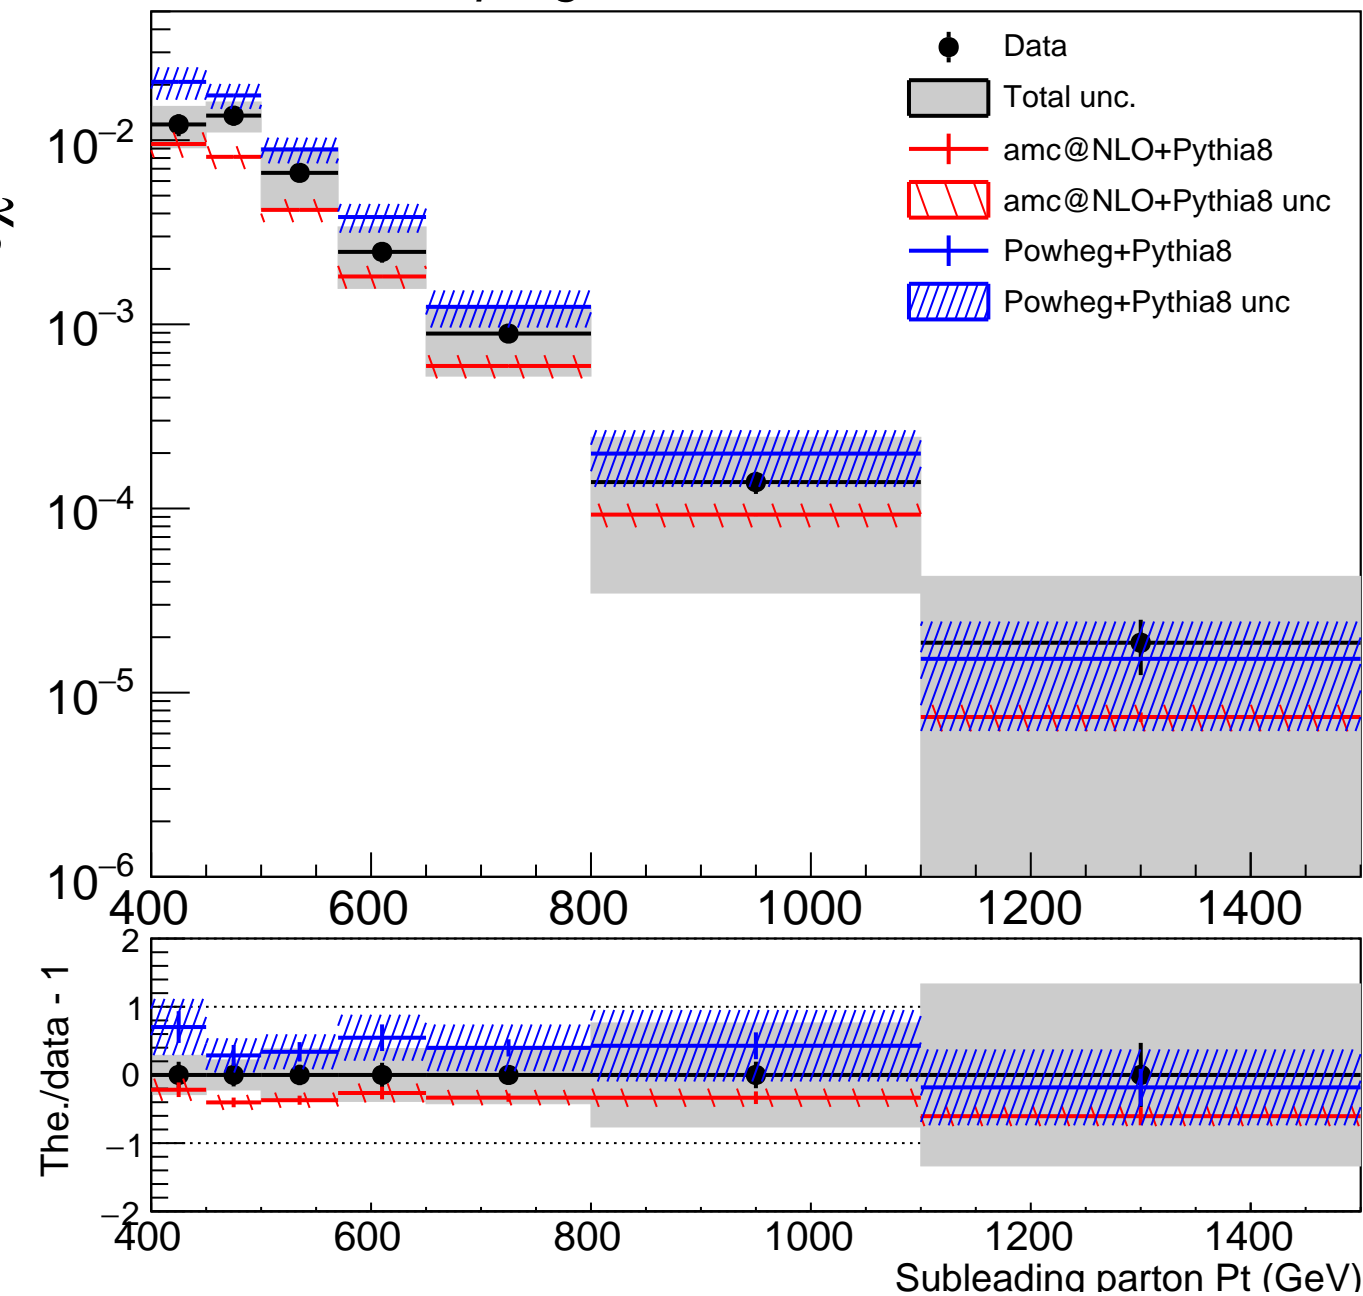 Data
Total unc.
amc@NLO+Pythia8
amc@NLO+Pythia8 unc
Powheg+Pythia8
Powheg+Pythia8 unc
10⁻²
10⁻³
10⁻⁴
10⁻⁵
10⁻⁶
400 600 800 1000 1200 1400
The./data - 1
2
1
0
−1
−2
400 600 800 1000 1200 1400
Subleading parton Pt (GeV)